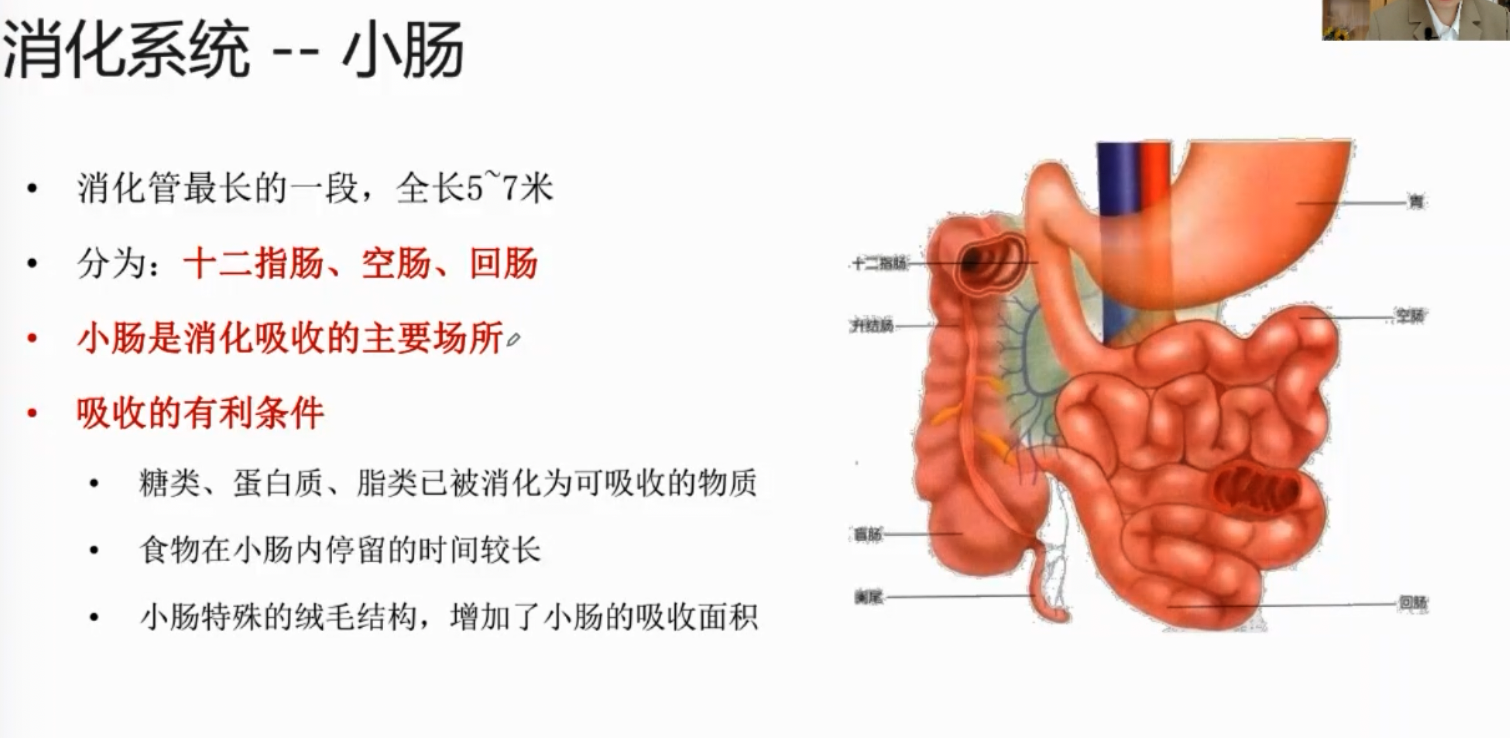 消化系统 -- 小肠
• 消化管最长的一段，全长5~7米
• 分为：十二指肠、空肠、回肠
• 小肠是消化吸收的主要场所
• 吸收的有利条件
• 糖类、蛋白质、脂类已被消化为可吸收的物质
• 食物在小肠内停留的时间较长
• 小肠特殊的绒毛结构，增加了小肠的吸收面积
胃
十二指肠
空肠
升结肠
盲肠
阑尾
回肠